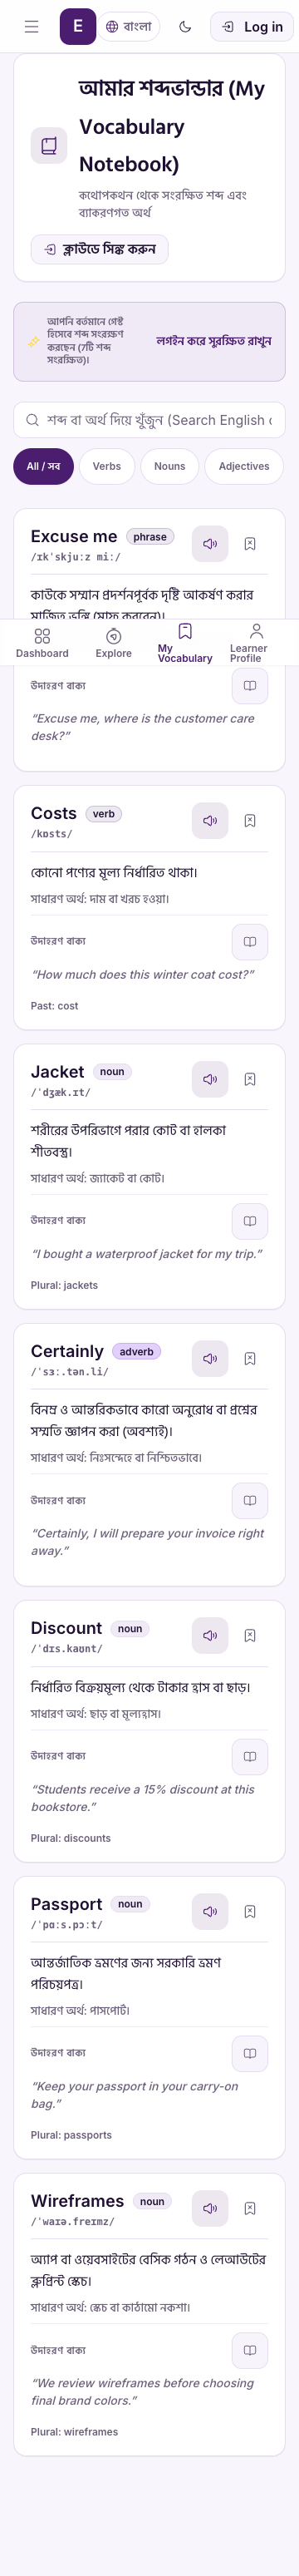 E
বাংলা
Log in
আমার শব্দভান্ডার (My
Vocabulary
Notebook)
কথোপকথন থেকে সংরক্ষিত শব্দ এবং
ব্যাকরণগত অর্থ
ক্লাউডে সিঙ্ক করুন
আপনি বর্তমানে গেস্ট
হিসেবে শব্দ সংরক্ষণ
করছেন (7টি শব্দ
সংরক্ষিত)।
লগইন করে সুরক্ষিত রাখুন
শব্দ বা অর্থ দিয়ে খুঁজুন (Search English
All / সব
Verbs
Nouns
Adjectives
Excuse me phrase
/ɪkˈskjuːz miː/
কাউকে সম্মান প্রদর্শনপূর্বক দৃষ্টি আকর্ষণ করার
Dashboard
Explore
My
Vocabulary
Learner
Profile
উদাহরণ বাক্য
“Excuse me, where is the customer care
desk?”
Costs verb
/kɒsts/
কোনো পণ্যের মূল্য নির্ধারিত থাকা।
সাধারণ অর্থ: দাম বা খরচ হওয়া।
উদাহরণ বাক্য
“How much does this winter coat cost?”
Past: cost
Jacket noun
/ˈdʒæk.ɪt/
শরীরের উপরিভাগে পরার কোট বা হালকা
শীতবস্ত্র।
সাধারণ অর্থ: জ্যাকেট বা কোট।
উদাহরণ বাক্য
“I bought a waterproof jacket for my trip.”
Plural: jackets
Certainly adverb
/ˈsɜː.tən.li/
বিনম্র ও আন্তরিকভাবে কারো অনুরোধ বা প্রশ্নের
সম্মতি জ্ঞাপন করা (অবশ্যই)।
সাধারণ অর্থ: নিঃসন্দেহে বা নিশ্চিতভাবে।
উদাহরণ বাক্য
“Certainly, I will prepare your invoice right
away.”
Discount noun
/ˈdɪs.kaʊnt/
নির্ধারিত বিক্রয়মূল্য থেকে টাকার হ্রাস বা ছাড়।
সাধারণ অর্থ: ছাড় বা মূল্যহ্রাস।
উদাহরণ বাক্য
“Students receive a 15% discount at this
bookstore.”
Plural: discounts
Passport noun
/ˈpɑːs.pɔːt/
আন্তর্জাতিক ভ্রমণের জন্য সরকারি ভ্রমণ
পরিচয়পত্র।
সাধারণ অর্থ: পাসপোর্ট।
উদাহরণ বাক্য
“Keep your passport in your carry-on
bag.”
Plural: passports
Wireframes noun
/ˈwaɪə.freɪmz/
অ্যাপ বা ওয়েবসাইটের বেসিক গঠন ও লেআউটের
ব্লুপ্রিন্ট স্কেচ।
সাধারণ অর্থ: স্কেচ বা কাঠামো নকশা।
উদাহরণ বাক্য
“We review wireframes before choosing
final brand colors.”
Plural: wireframes